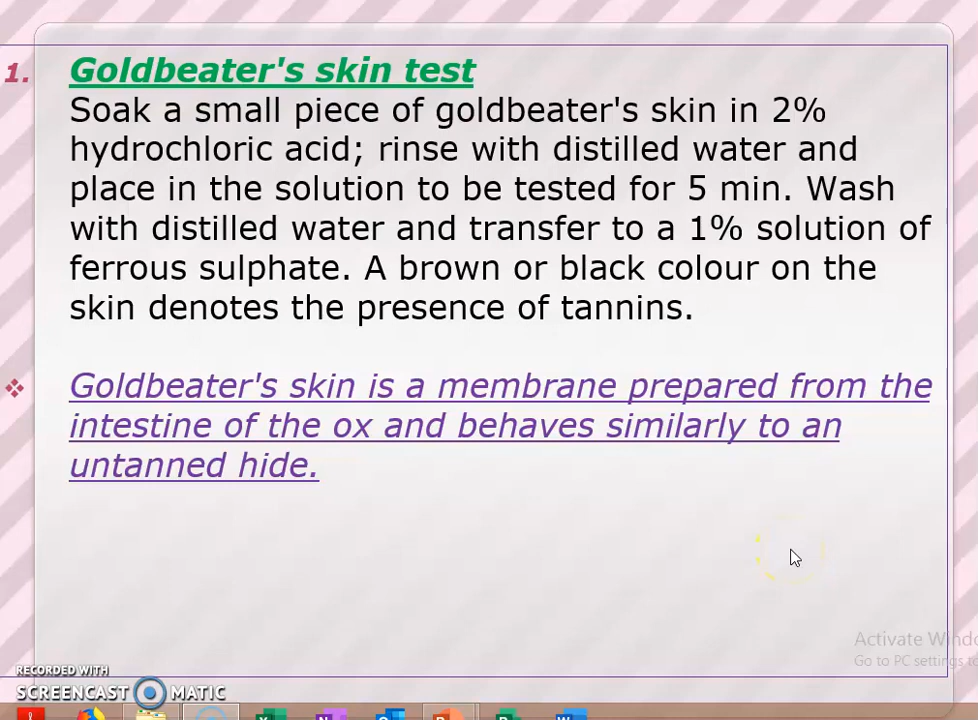 1. Goldbeater's skin test
Soak a small piece of goldbeater's skin in 2%
hydrochloric acid; rinse with distilled water and
place in the solution to be tested for 5 min. Wash
with distilled water and transfer to a 1% solution of
ferrous sulphate. A brown or black colour on the
skin denotes the presence of tannins.
❖ Goldbeater's skin is a membrane prepared from the
intestine of the ox and behaves similarly to an
untanned hide.
Activate Windo
Go to PC settings to
RECORDED WITH
SCREENCAST MATIC